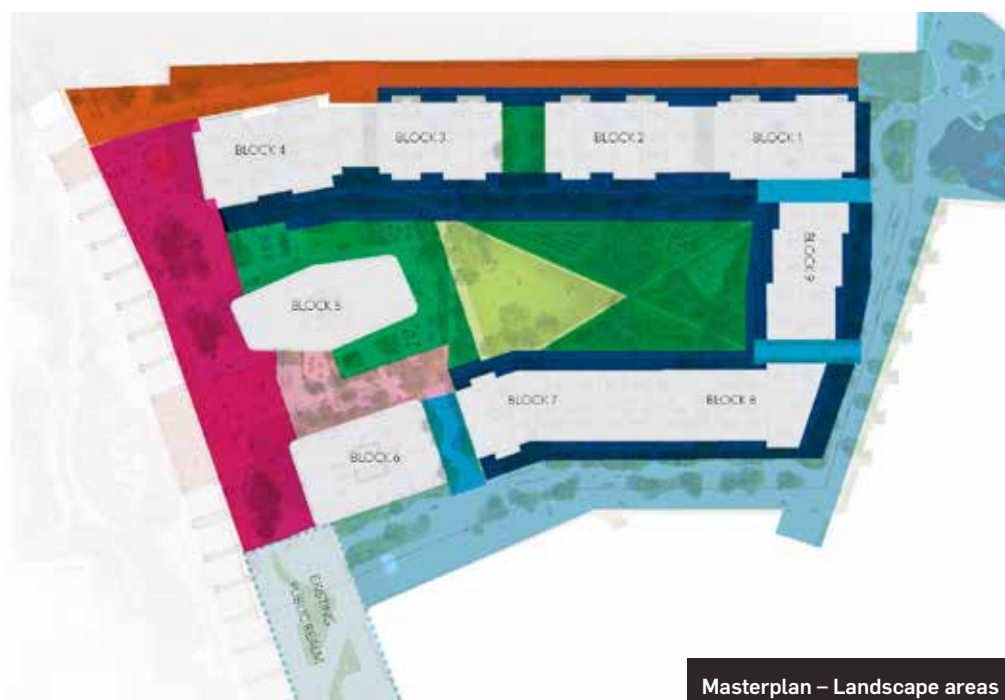 BLOCK 4
BLOCK 3
BLOCK 2
BLOCK 1
BLOCK 9
BLOCK 5
BLOCK 7
BLOCK 8
BLOCK 6
EXISTING
PUBLIC REALM
Masterplan – Landscape areas